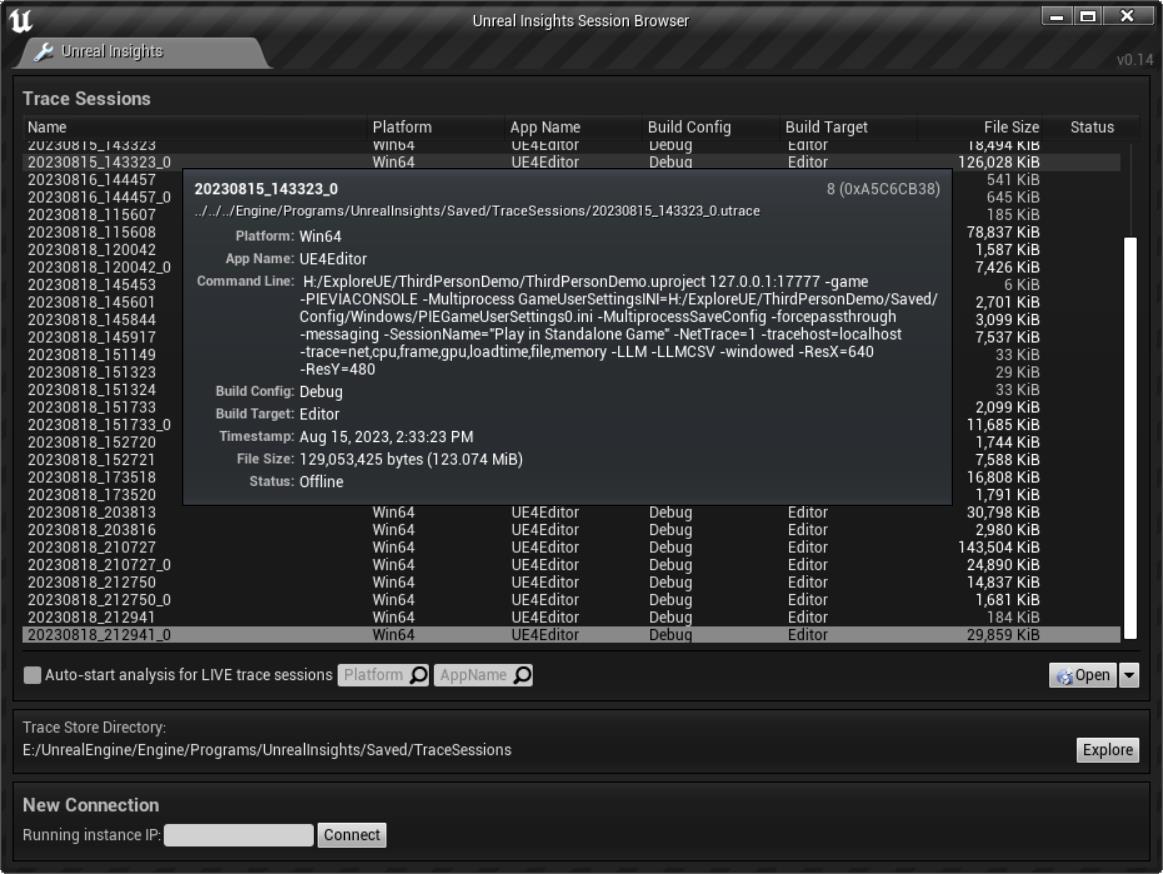 Unreal Insights Session Browser
Unreal Insights
v0.14
Trace Sessions
Name Platform App Name Build Config Build Target File Size Status
20230815_143323 Win64 UE4Editor Debug Editor 18,494 KiB
20230815_143323_0 Win64 UE4Editor Debug Editor 126,028 KiB
20230816_144457 541 KiB
20230816_144457_0 645 KiB
20230818_115607 185 KiB
20230818_115608 78,837 KiB
20230818_120042 1,587 KiB
20230818_120042_0 7,426 KiB
20230818_145453 6 KiB
20230818_145601 2,701 KiB
20230818_145844 3,099 KiB
20230818_145917 7,537 KiB
20230818_151149 33 KiB
20230818_151323 29 KiB
20230818_151324 33 KiB
20230818_151733 2,099 KiB
20230818_151733_0 11,685 KiB
20230818_152720 1,744 KiB
20230818_152721 7,588 KiB
20230818_173518 16,808 KiB
20230818_173520 1,791 KiB
20230818_203813 Win64 UE4Editor Debug Editor 30,798 KiB
20230818_203816 Win64 UE4Editor Debug Editor 2,980 KiB
20230818_210727 Win64 UE4Editor Debug Editor 143,504 KiB
20230818_210727_0 Win64 UE4Editor Debug Editor 24,890 KiB
20230818_212750 Win64 UE4Editor Debug Editor 14,837 KiB
20230818_212750_0 Win64 UE4Editor Debug Editor 1,681 KiB
20230818_212941 Win64 UE4Editor Debug Editor 184 KiB
20230818_212941_0 Win64 UE4Editor Debug Editor 29,859 KiB
20230815_143323_0 8 (0xA5C6CB38)
../../../Engine/Programs/UnrealInsights/Saved/TraceSessions/20230815_143323_0.utrace
Platform: Win64
App Name: UE4Editor
Command Line: H:/ExploreUE/ThirdPersonDemo/ThirdPersonDemo.uproject 127.0.0.1:17777 -game
-PIEVIACONSOLE -Multiprocess GameUserSettingsINI=H:/ExploreUE/ThirdPersonDemo/Saved/
Config/Windows/PIEGameUserSettings0.ini -MultiprocessSaveConfig -forcepassthrough
-messaging -SessionName="Play in Standalone Game" -NetTrace=1 -tracehost=localhost
-trace=net,cpu,frame,gpu,loadtime,file,memory -LLM -LLMCSV -windowed -ResX=640
-ResY=480
Build Config: Debug
Build Target: Editor
Timestamp: Aug 15, 2023, 2:33:23 PM
File Size: 129,053,425 bytes (123.074 MiB)
Status: Offline
Auto-start analysis for LIVE trace sessions Platform AppName Open
Trace Store Directory:
E:/UnrealEngine/Engine/Programs/UnrealInsights/Saved/TraceSessions
Explore
New Connection
Running instance IP: Connect